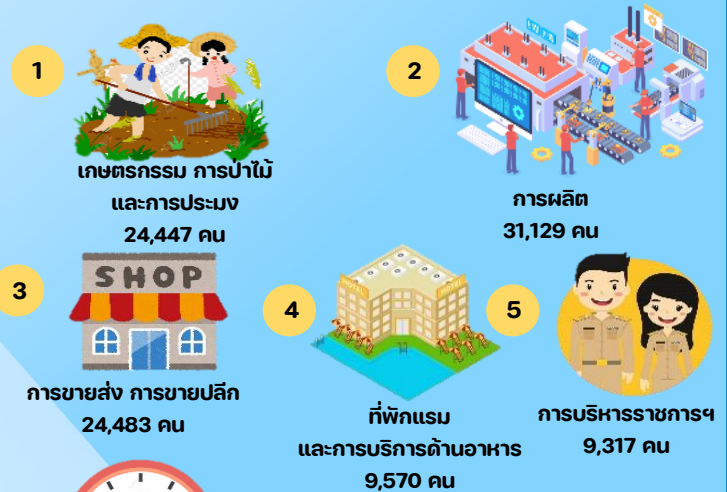 1
เกษตรกรรม การป่าไม้
และการประมง
24,447 คน
2
การผลิต
31,129 คน
3
SHOP
การขายส่ง การขายปลีก
24,483 คน
4
HOTEL
HOTEL
ที่พักแรม
และการบริการด้านอาหาร
9,570 คน
5
การบริหารราชการฯ
9,317 คน